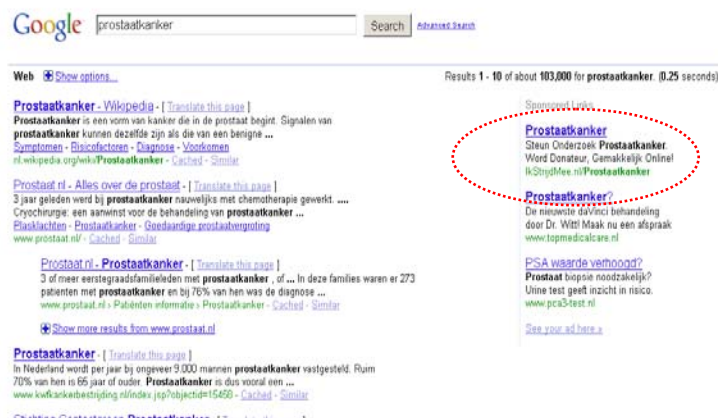 Google prostaatkanker Search Advanced Search
Web Show options... Results 1 - 10 of about 103,000 for prostaatkanker. (0.25 seconds)
Prostaatkanker - Wikipedia - [ Translate this page ]
Prostaatkanker is een vorm van kanker die in de prostaat begint. Signalen van
prostaatkanker kunnen dezelfde zijn als die van een benigne ...
Symptomen - Risicofactoren - Diagnose - Voorkomen
nl.wikipedia.org/wiki/Prostaatkanker - Cached - Similar
Prostaat.nl - Alles over de prostaat - [ Translate this page ]
3 jaar geleden werd bij prostaatkanker nauwelijks met chemotherapie gewerkt. ....
Cryochirurgie: een aanwinst voor de behandeling van prostaatkanker ...
Plasklachten - Prostaatkanker - Goedaardige prostaatvergroting
www.prostaat.nl/ - Cached - Similar
Prostaat.nl - Prostaatkanker - [ Translate this page ]
3 of meer eerstegraadsfamilieleden met prostaatkanker , of ... In deze families waren er 273
patienten met prostaatkanker en bij 76% van hen was de diagnose ...
www.prostaat.nl › Patiënten informatie › Prostaatkanker - Cached - Similar
Show more results from www.prostaat.nl
Prostaatkanker - [ Translate this page ]
In Nederland wordt per jaar bij ongeveer 9.000 mannen prostaatkanker vastgesteld. Ruim
70% van hen is 65 jaar of ouder. Prostaatkanker is dus vooral een ...
www.kwfkankerbestrijding.nl/index.jsp?objectid=15450 - Cached - Similar
Prostaatkanker
Sponsored Links
Prostaatkanker
Steun Onderzoek Prostaatkanker.
Word Donateur, Gemakkelijk Online!
IkStrijdMee.nl/Prostaatkanker
Prostaatkanker?
De nieuwste daVinci behandeling
door Dr. Witt! Maak nu een afspraak
www.topmedicalcare.nl
PSA waarde verhoogd?
Prostaat biopsie noodzakelijk?
Urine test geeft inzicht in risico.
www.pca3-test.nl
See your ad here »